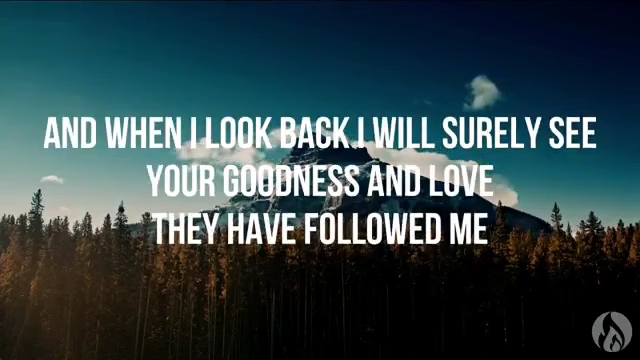 AND WHEN I LOOK BACK I WILL SURELY SEE
YOUR GOODNESS AND LOVE
THEY HAVE FOLLOWED ME